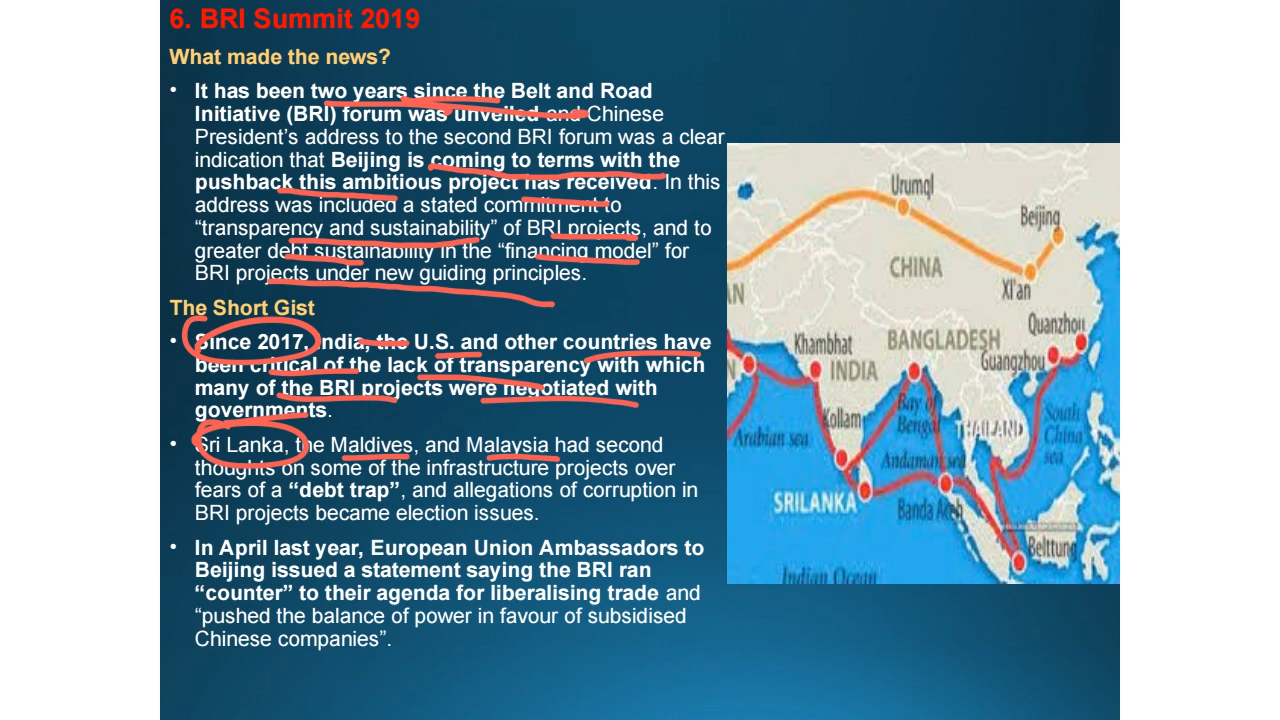 6. BRI Summit 2019
What made the news?
• It has been two years since the Belt and Road
Initiative (BRI) forum was unveiled and Chinese
President’s address to the second BRI forum was a clear
indication that Beijing is coming to terms with the
pushback this ambitious project has received. In this
address was included a stated commitment to
“transparency and sustainability” of BRI projects, and to
greater debt sustainability in the “financing model” for
BRI projects under new guiding principles.
The Short Gist
• Since 2017, India, the U.S. and other countries have
been critical of the lack of transparency with which
many of the BRI projects were negotiated with
governments.
• Sri Lanka, the Maldives, and Malaysia had second
thoughts on some of the infrastructure projects over
fears of a “debt trap”, and allegations of corruption in
BRI projects became election issues.
• In April last year, European Union Ambassadors to
Beijing issued a statement saying the BRI ran
“counter” to their agenda for liberalising trade and
“pushed the balance of power in favour of subsidised
Chinese companies”.
Urumql
Beijing
CHINA
AN
XI'an
Quanzhou
Khambhat
BANGLADESH
Guangzhou
INDIA
Kollam
Bay of
Bengal
South
China
sea
THAILAND
Arabian sea
Andaman sea
SRILANKA
Banda Aceh
Belttung
Indian Ocean